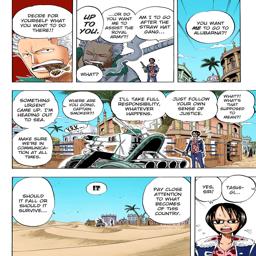 YOU WANT
ME TO GO TO
ALUBARNA?!
AM I TO GO
AFTER THE
STRAW HAT
GANG...
...OR DO
YOU WANT
ME TO
ASSIST
THE
ROYAL
ARMY?!
UP
TO
YOU.
WHAT?
DECIDE FOR
YOURSELF
WHAT YOU
WANT TO DO
THERE!!
WHAT?!
WHAT'S
THAT
SUPPOSED
TO
MEAN?!
JUST FOLLOW
YOUR OWN
SENSE OF
JUSTICE.
I'LL TAKE FULL
RESPONSIBILITY,
WHATEVER
HAPPENS.
WHERE ARE
YOU GOING,
CAPTAIN
SMOKER?!
SOMETHING
URGENT
CAME UP. I'M
HEADING OUT
TO SEA.
MAKE SURE
WE'RE IN
COMMUNICA-
TION AT ALL
TIMES.
TASHI-
GI...
YES,
SIR!
PAY CLOSE
ATTENTION
TO WHAT
BECOMES
OF THIS
COUNTRY.
!?
SHOULD
IT FALL OR
SHOULD IT
SURVIVE...